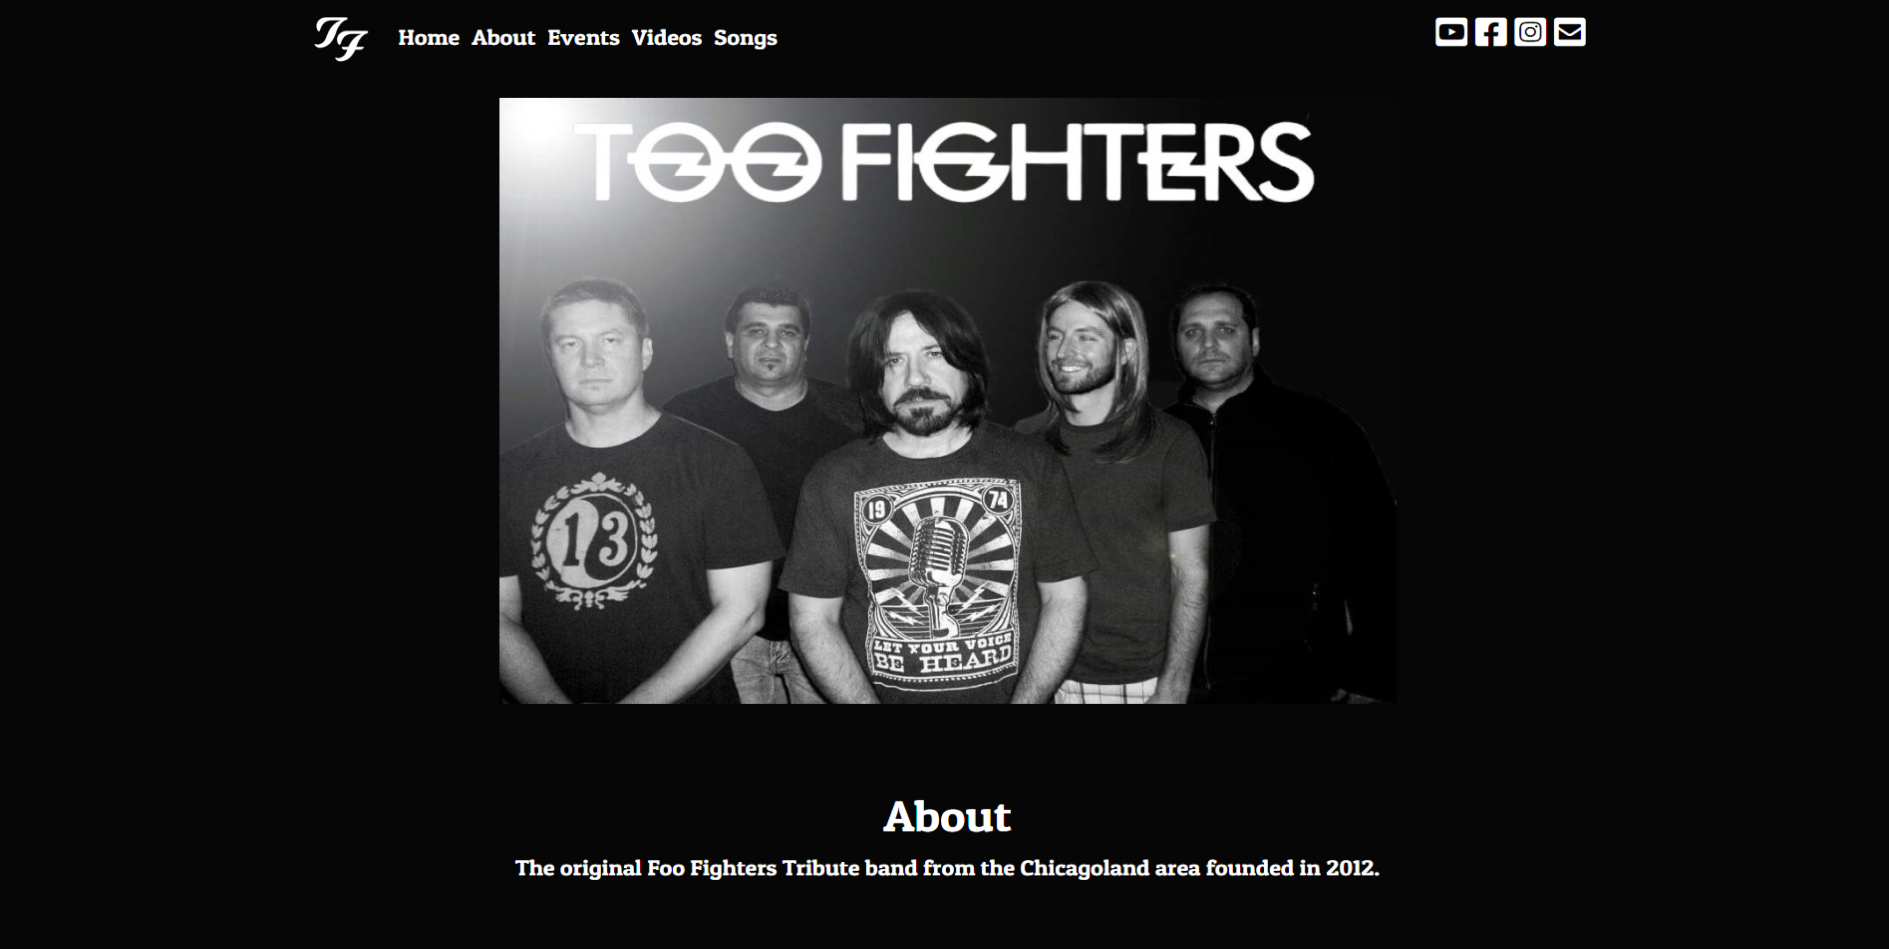 TF
Home About Events Videos Songs
TOO FIGHTERS
13
19 74
LET YOUR VOICE
BE HEARD
About
The original Foo Fighters Tribute band from the Chicagoland area founded in 2012.